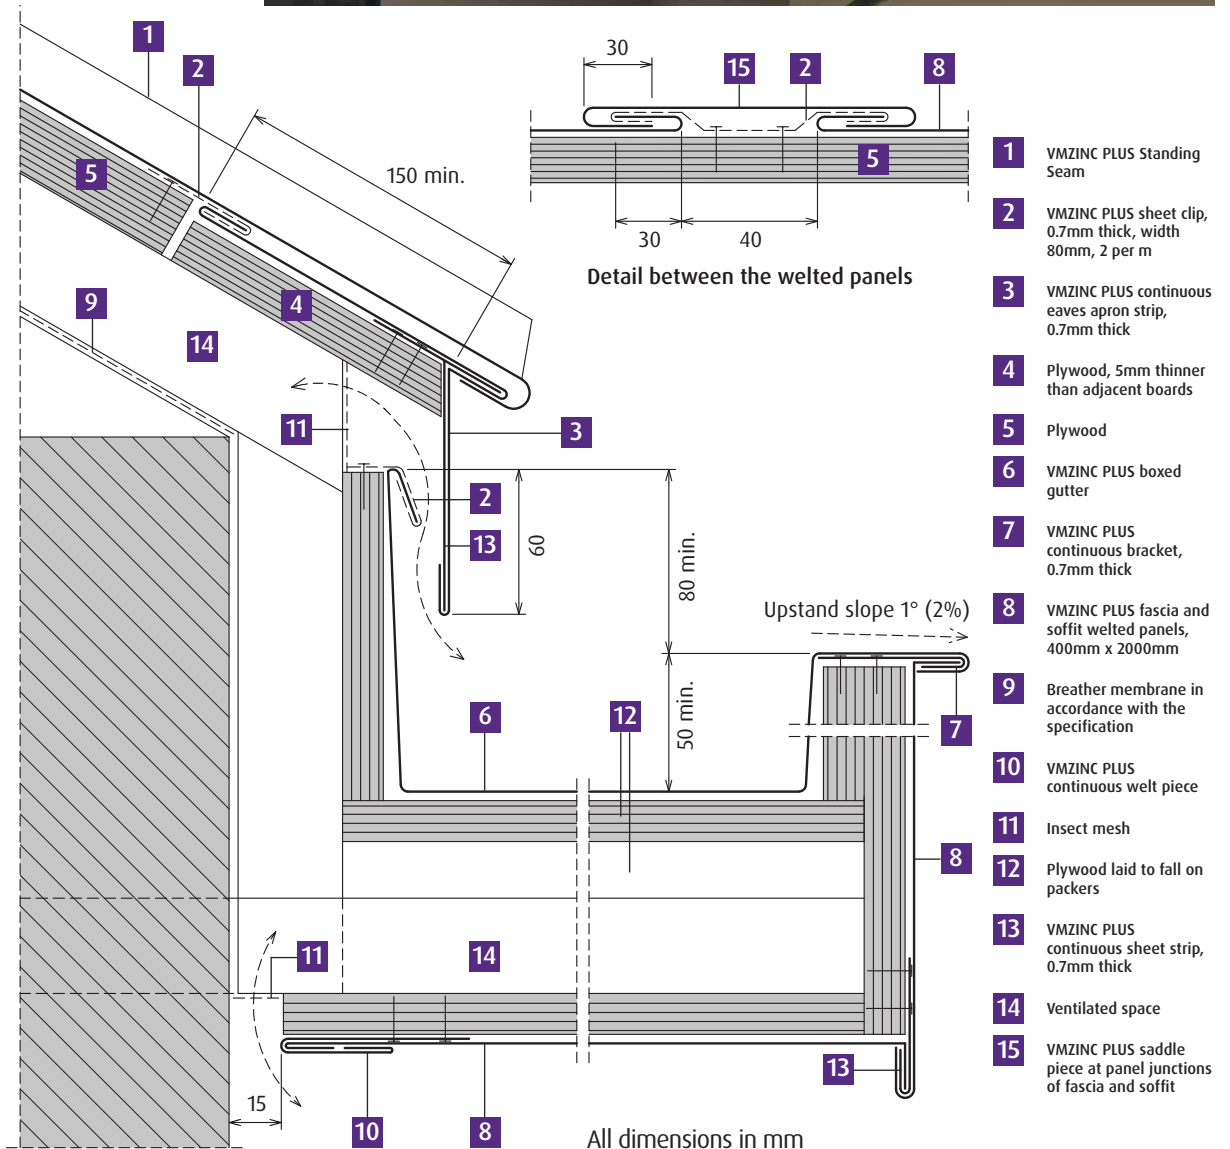 1
2
30
15
2
8
5
150 min.
5
30
40
Detail between the welted panels
9
4
14
11
3
2
13
60
80 min.
Upstand slope 1° (2%)
50 min.
6
12
7
8
11
14
13
15
10
8
All dimensions in mm
1 VMZINC PLUS Standing
Seam
2 VMZINC PLUS sheet clip,
0.7mm thick, width
80mm, 2 per m
3 VMZINC PLUS continuous
eaves apron strip,
0.7mm thick
4 Plywood, 5mm thinner
than adjacent boards
5 Plywood
6 VMZINC PLUS boxed
gutter
7 VMZINC PLUS
continuous bracket,
0.7mm thick
8 VMZINC PLUS fascia and
soffit welted panels,
400mm x 2000mm
9 Breather membrane in
accordance with the
specification
10 VMZINC PLUS
continuous welt piece
11 Insect mesh
12 Plywood laid to fall on
packers
13 VMZINC PLUS
continuous sheet strip,
0.7mm thick
14 Ventilated space
15 VMZINC PLUS saddle
piece at panel junctions
of fascia and soffit